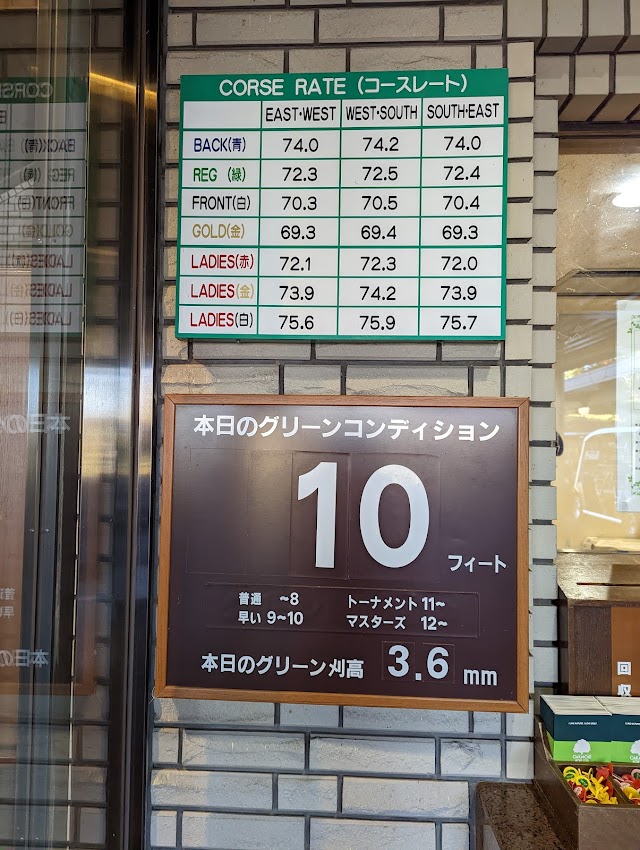 CORSE RATE (コースレート)
EAST・WEST WEST・SOUTH SOUTH・EAST
BACK(青) 74.0 74.2 74.0
REG (緑) 72.3 72.5 72.4
FRONT(白) 70.3 70.5 70.4
GOLD(金) 69.3 69.4 69.3
LADIES(赤) 72.1 72.3 72.0
LADIES(金) 73.9 74.2 73.9
LADIES(白) 75.6 75.9 75.7
本日のグリーンコンディション
10 フィート
普通 ~8 トーナメント 11~
早い 9~10 マスターズ 12~
本日のグリーン刈高 3.6 mm
回収